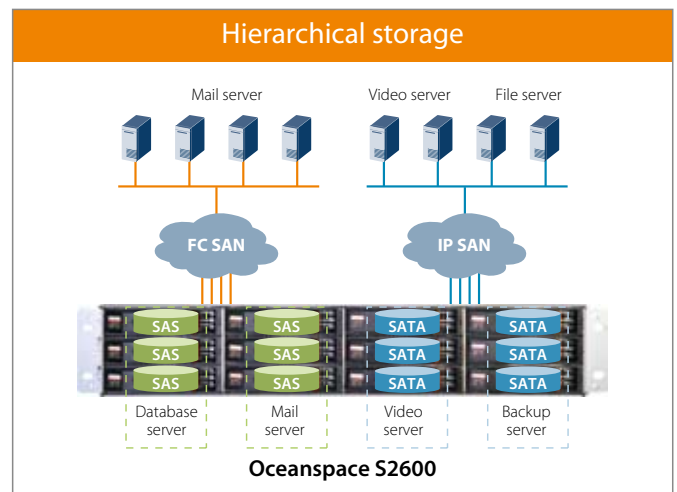 Hierarchical storage
Mail server Video server File server
FC SAN IP SAN
SAS SAS SATA SATA
SAS SAS SATA SATA
SAS SAS SATA SATA
Database Mail Video Backup
server server server server
Oceanspace S2600